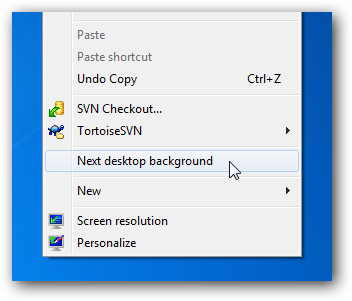 Paste
Paste shortcut
Undo Copy Ctrl+Z
SVN Checkout...
TortoiseSVN
Next desktop background
New
Screen resolution
Personalize